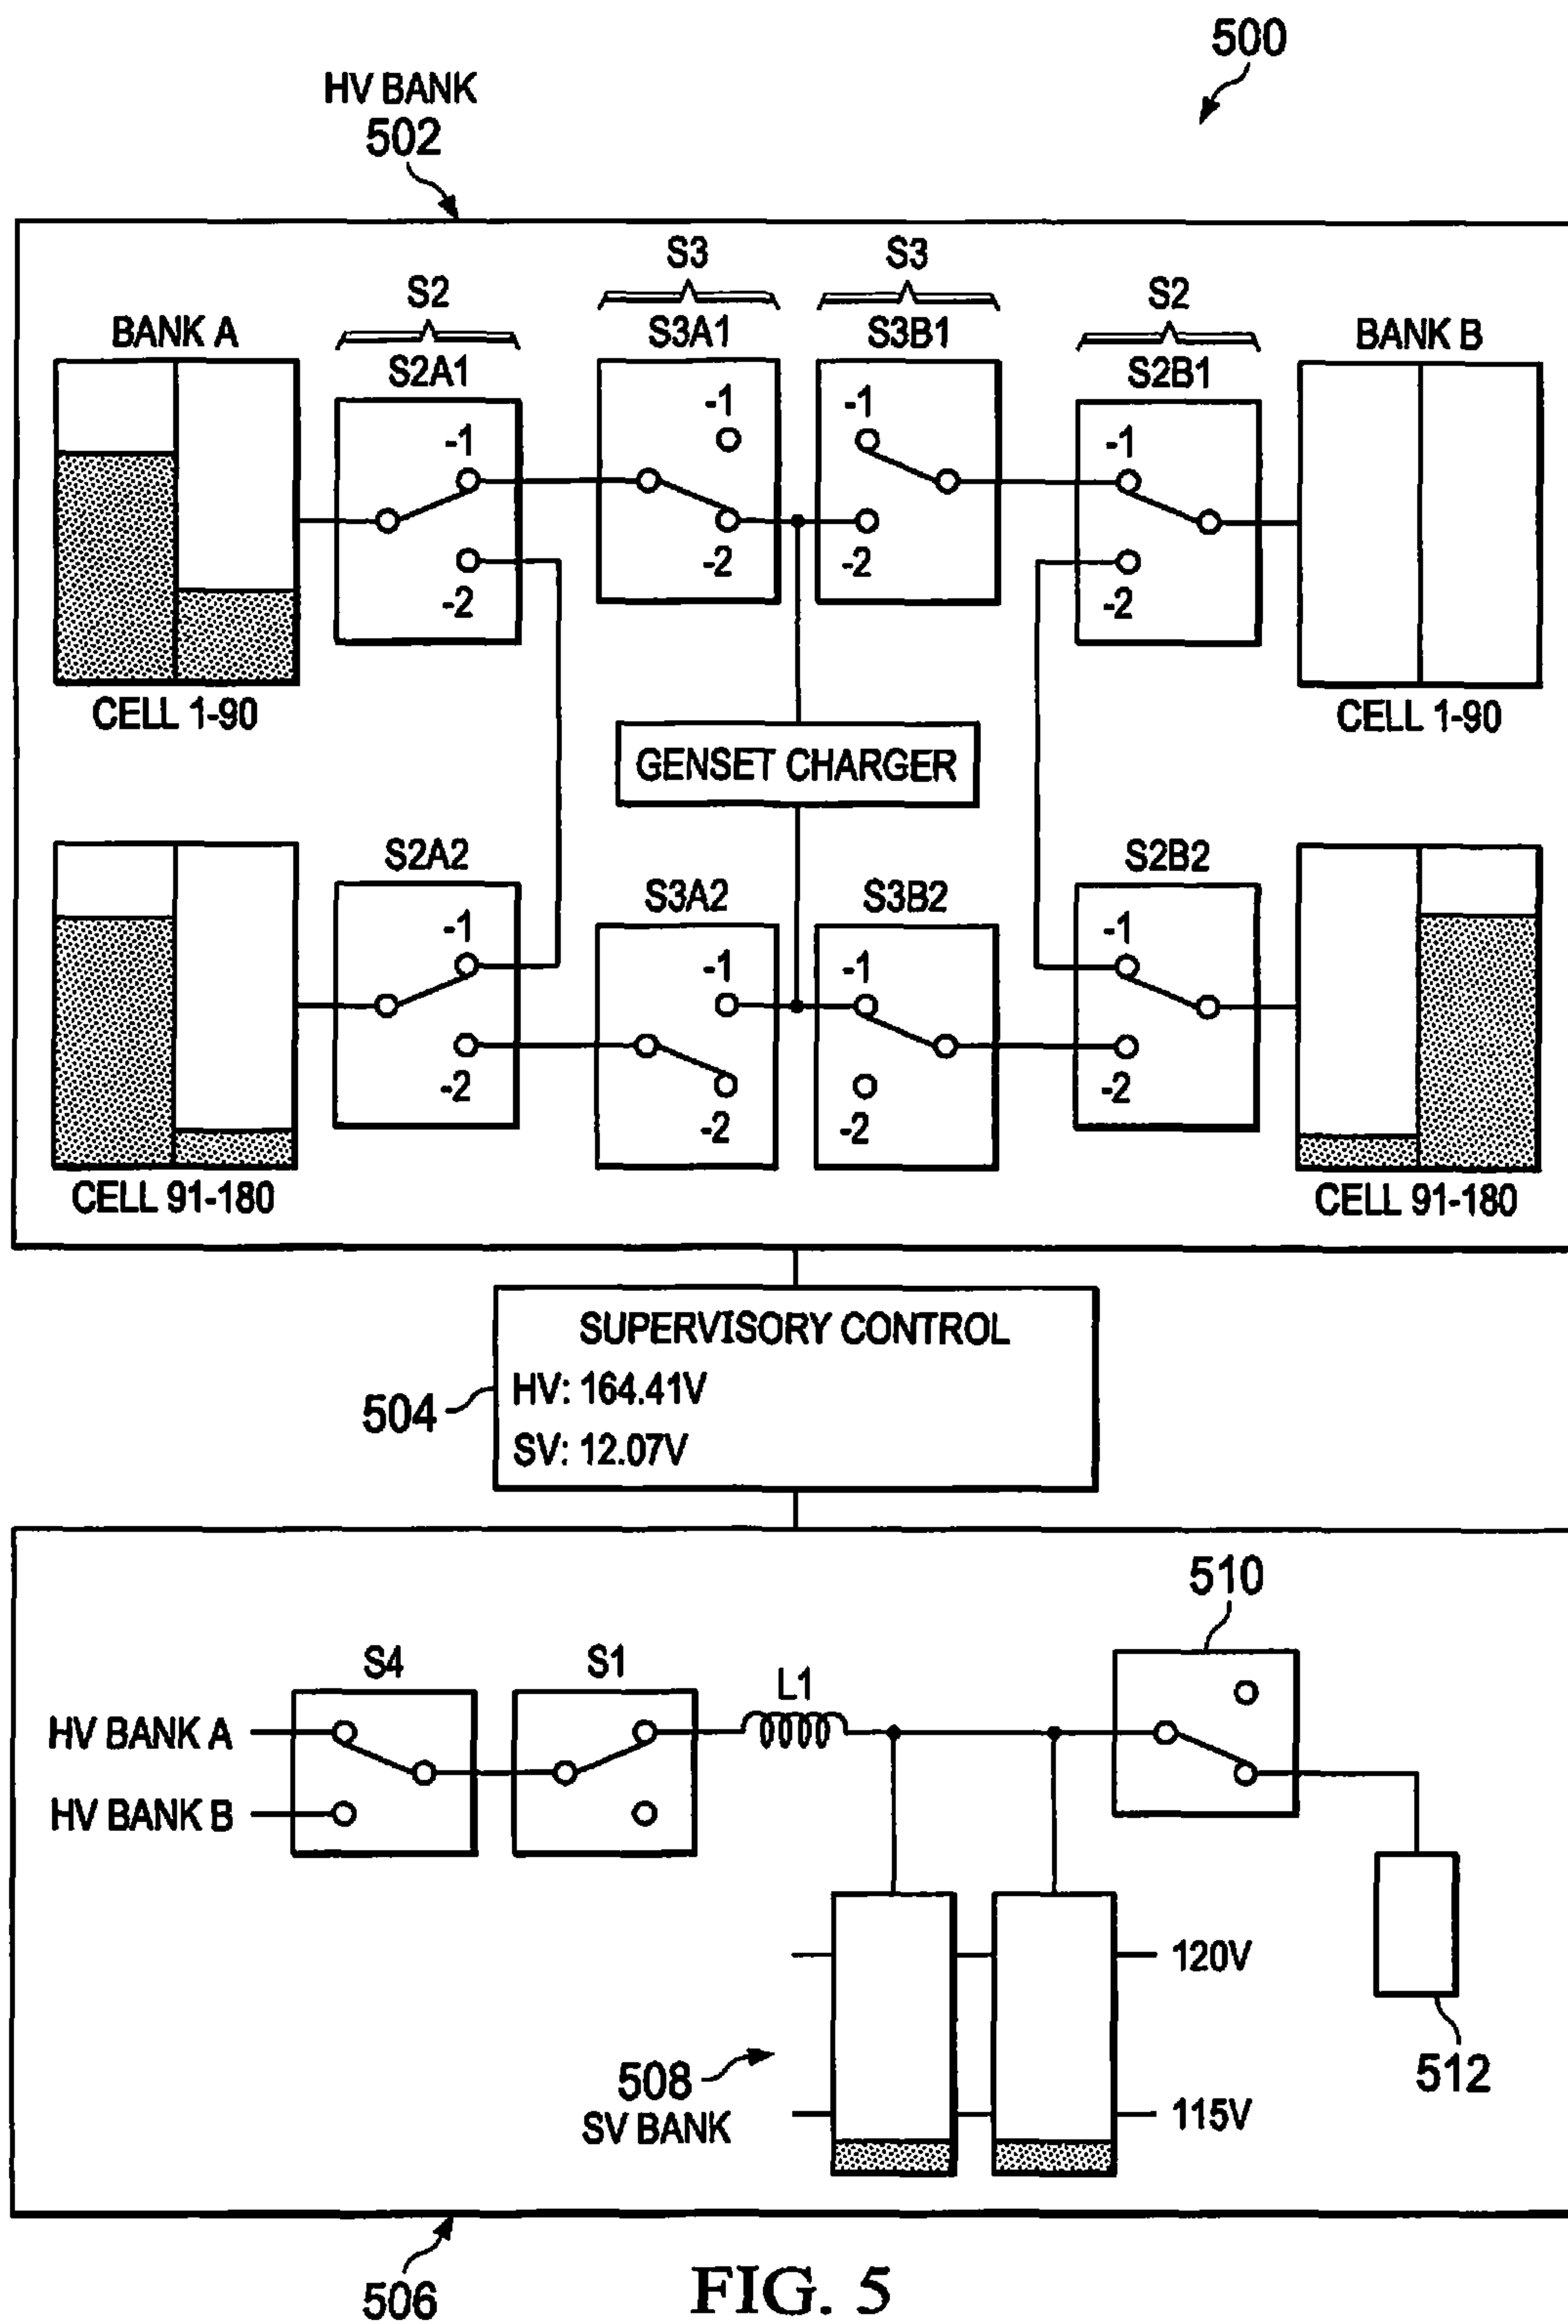 500
HV BANK
502
S3 S3
S2 S2
BANK A S3A1 S3B1 BANK B
S2A1 S2B1
-1 -1
-1 -1
-2 -2
-2 -2
CELL 1-90 CELL 1-90
GENSET CHARGER
S2A2 S2B2
S3A2 S3B2
-1 -1
-1 -1
-2 -2
-2 -2
CELL 91-180 CELL 91-180
SUPERVISORY CONTROL
HV: 164.41V
504
SV: 12.07V
510
S4 S1 L1
HV BANK A
HV BANK B
120V
508
512
SV BANK 115V
506
FIG. 5